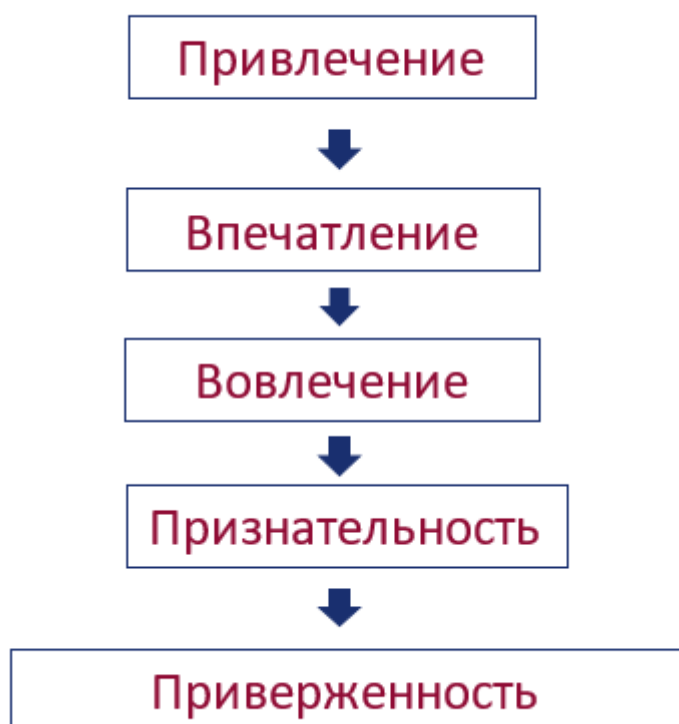 Привлечение
Впечатление
Вовлечение
Признательность
Приверженность